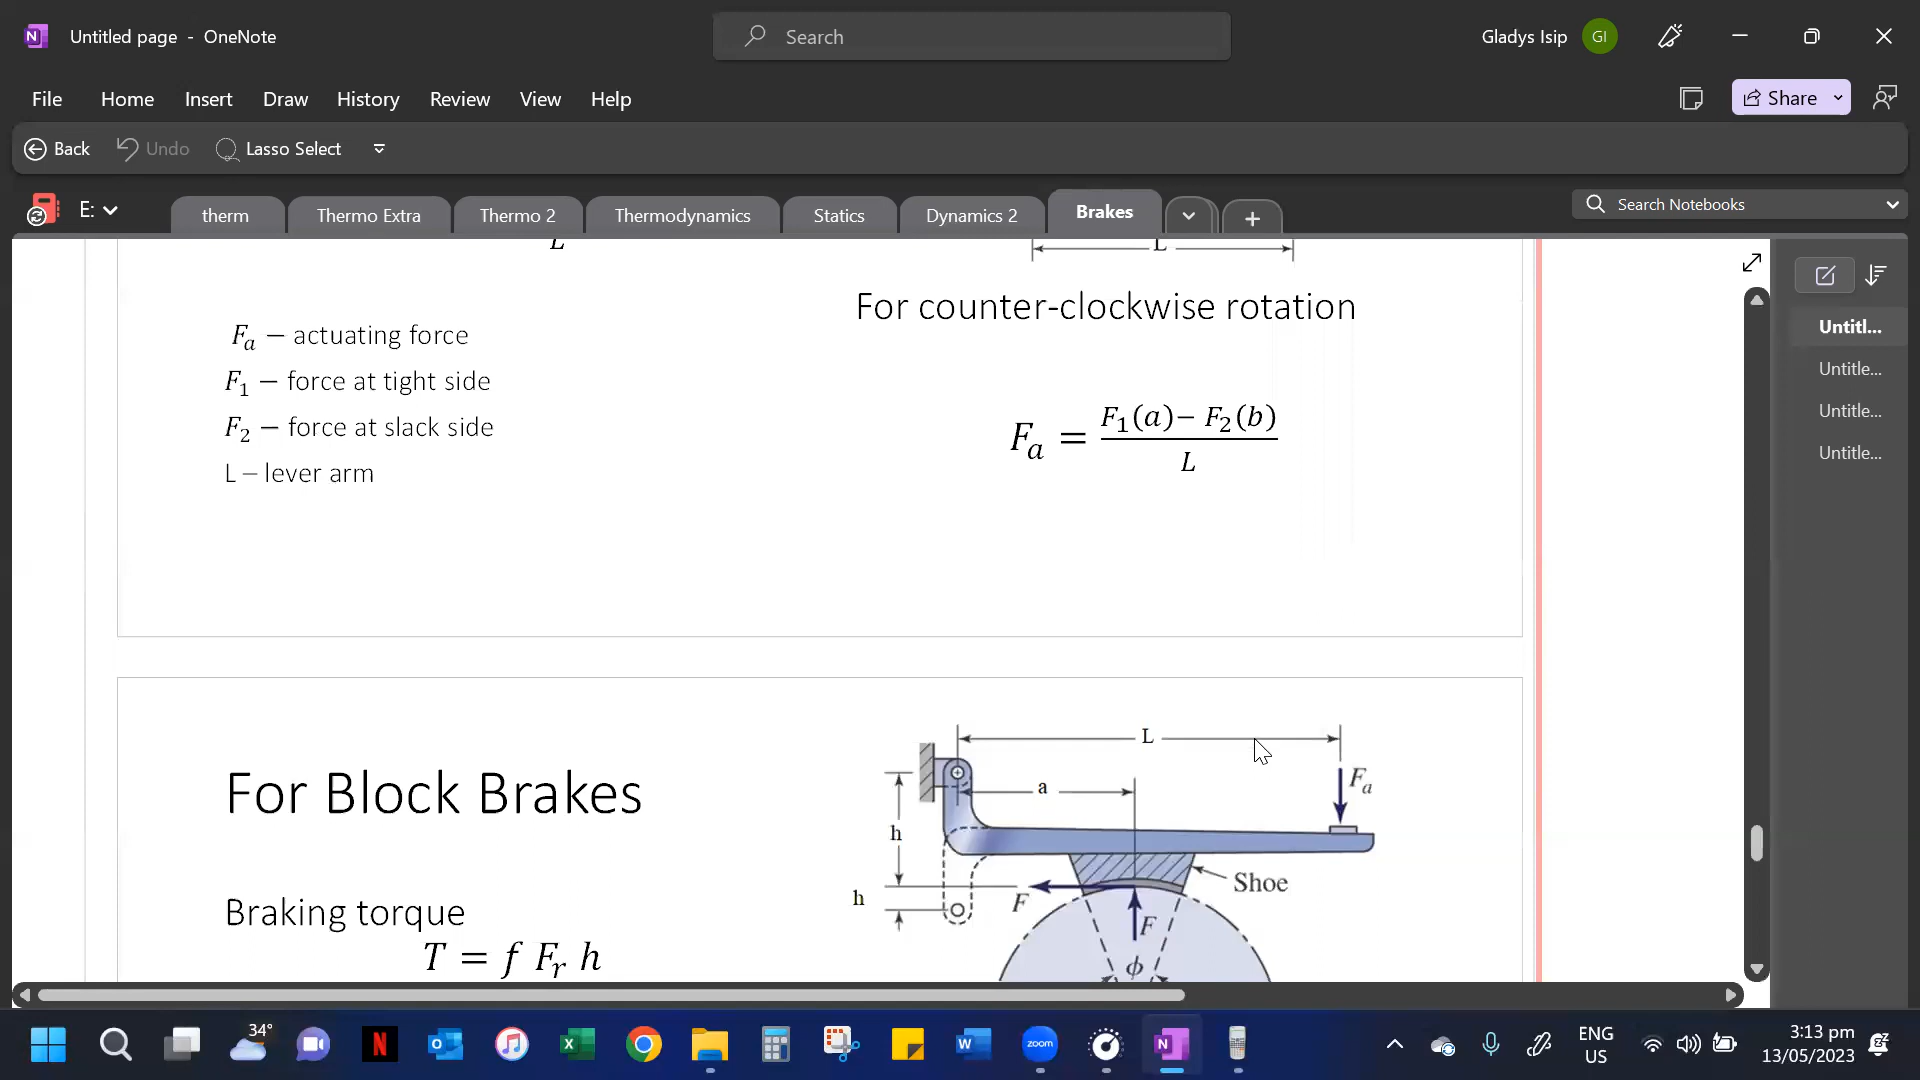 Untitled page - OneNote
Search
Gladys Isip
GI
File Home Insert Draw History Review View Help
Share
Back Undo Lasso Select
E:
therm Thermo Extra Thermo 2 Thermodynamics Statics Dynamics 2 Brakes
Search Notebooks
L
L
For counter-clockwise rotation
Fa − actuating force
F1 − force at tight side
F2 − force at slack side
L – lever arm
Fa = F1(a)− F2(b)
L
Untitl...
Untitle...
Untitle...
Untitle...
For Block Brakes
Braking torque
T = f Fr h
L
a
Fa
h
h
Shoe
F
F
ϕ
34°
N
zoom
ENG
US
3:13 pm
13/05/2023